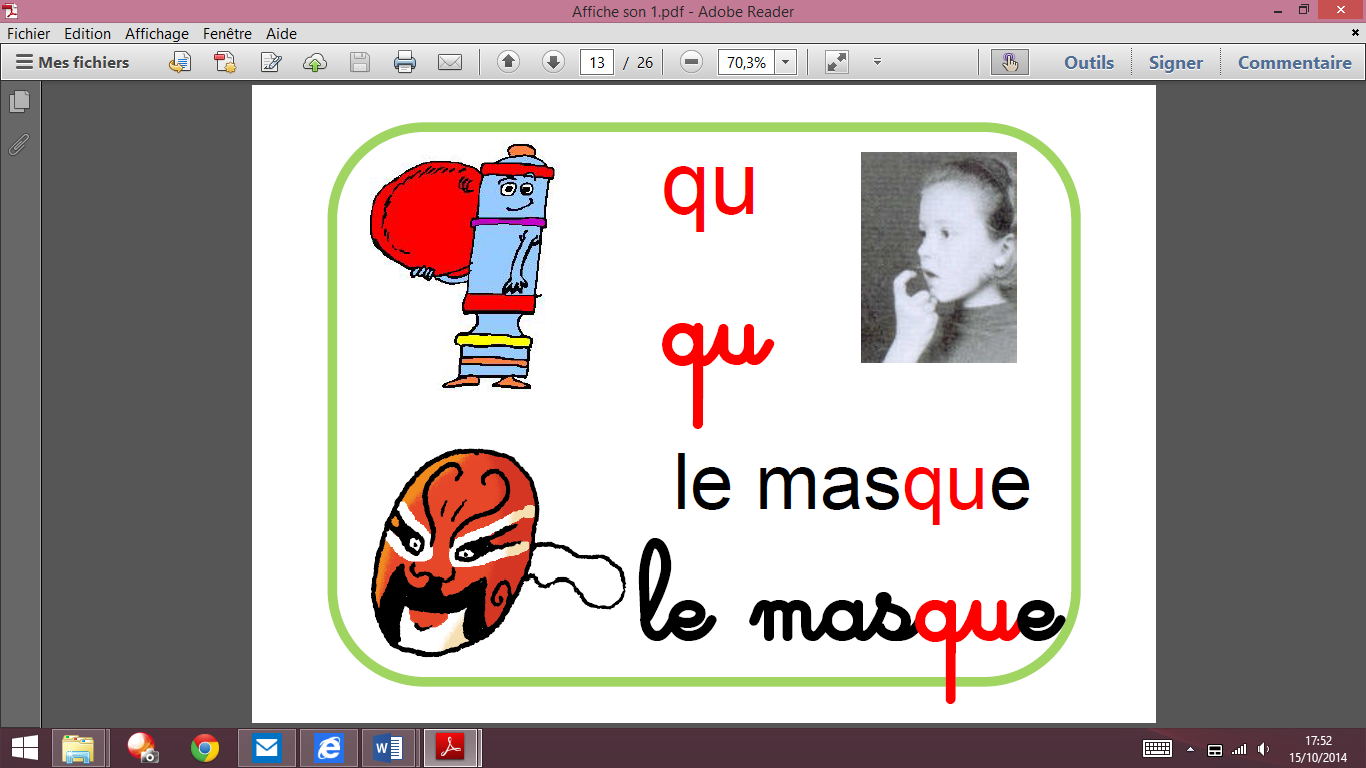 Affiche son 1.pdf - Adobe Reader
Fichier Edition Affichage Fenêtre Aide
Mes fichiers 13 / 26 70,3% Outils Signer Commentaire
qu
qu
le masque
le masque
17:52
15/10/2014